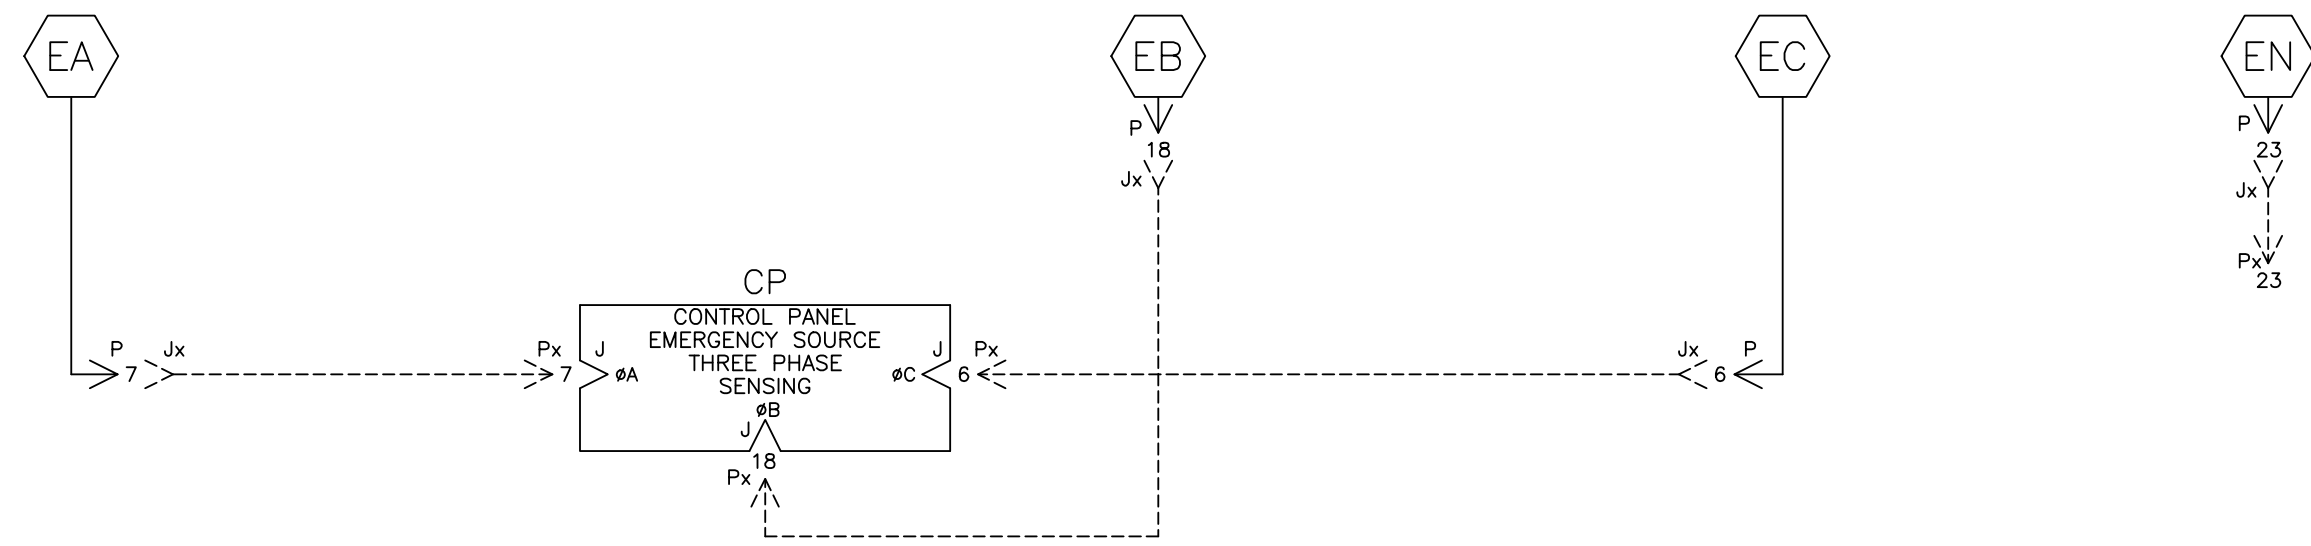 EA
EB
EC
EN
P
18
Jx
P
23
Jx
Px
23
CP
CONTROL PANEL
EMERGENCY SOURCE
THREE PHASE
SENSING
P
7
Jx
Px
7
J
øA
øB
J
18
Px
øC
J
6
Px
Jx
6
P